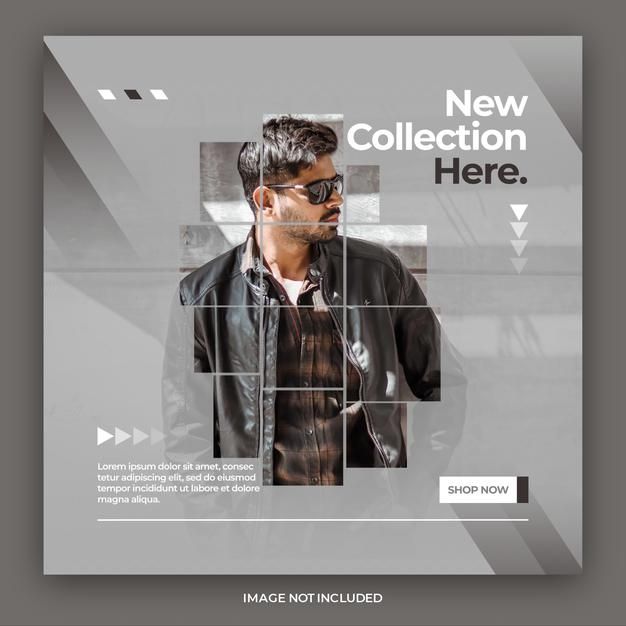 New
Collection
Here.
Lorem ipsum dolor sit amet, consec
tetur adipiscing elit, sed do eiusmod
tempor incididunt ut labore et dolore
magna aliqua.
SHOP NOW
IMAGE NOT INCLUDED